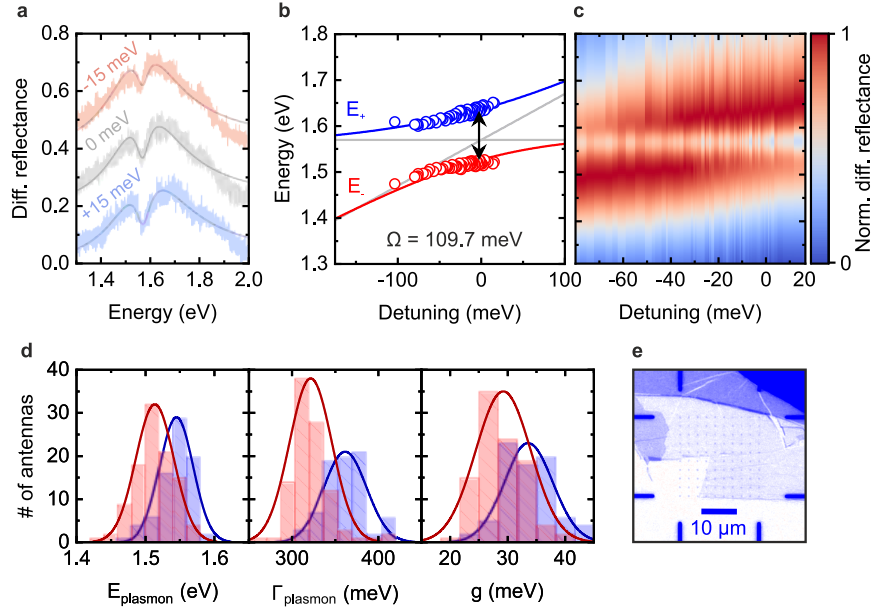 a
0.8
0.6
0.4
0.2
0.0
Diff. reflectance
-15 meV
0 meV
+15 meV
1.4 1.6 1.8 2.0
Energy (eV)
b
1.8
1.7
1.6
1.5
1.4
1.3
Energy (eV)
E+
E-
Ω = 109.7 meV
-100 0 100
Detuning (meV)
c
-60 -40 -20 0 20
Detuning (meV)
1
0
Norm. diff. reflectance
d
40
30
20
10
0
# of antennas
1.4 1.5 1.6
Eplasmon (eV)
300 400
Γplasmon (meV)
20 30 40
g (meV)
e
10 µm